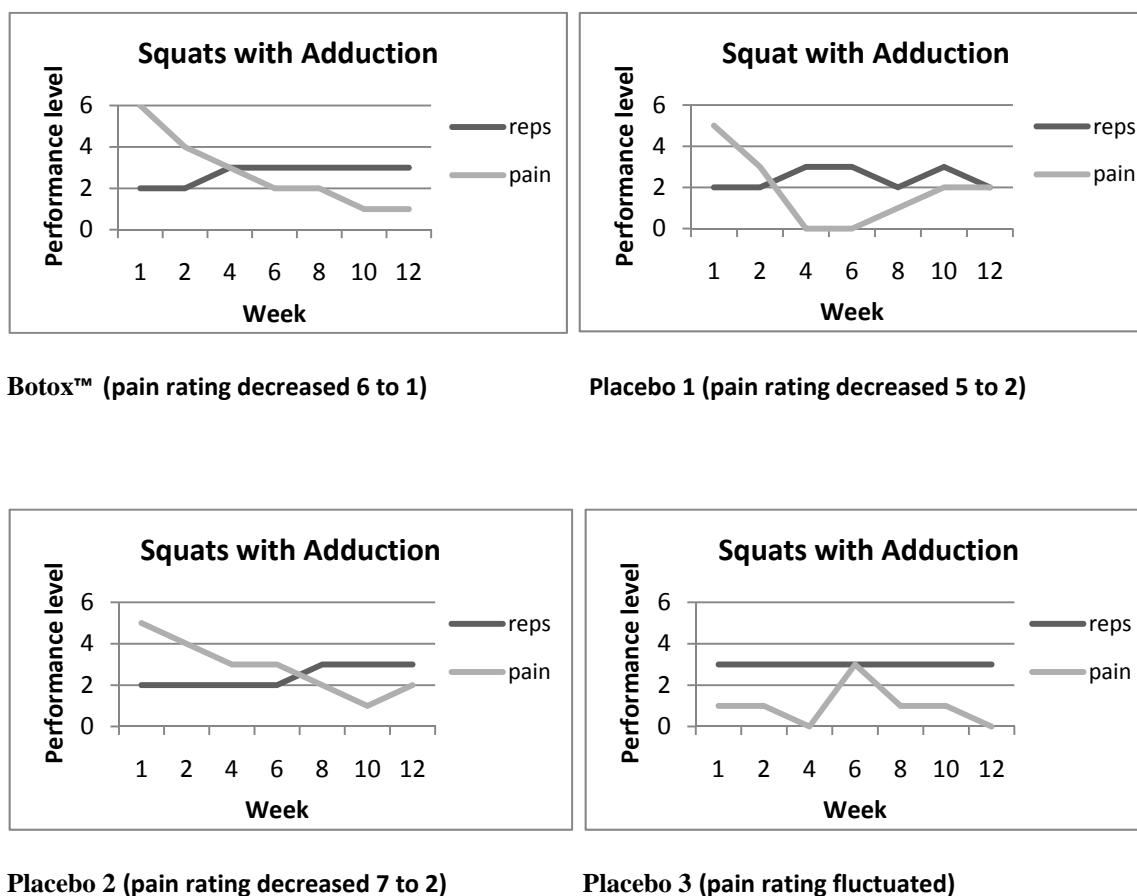 Squats with Adduction
Performance level
6
4
2
0
1 2 4 6 8 10 12
Week
reps
pain
Squat with Adduction
Performance level
6
4
2
0
1 2 4 6 8 10 12
Week
reps
pain
Botox™ (pain rating decreased 6 to 1)
Placebo 1 (pain rating decreased 5 to 2)
Squats with Adduction
Performance level
6
4
2
0
1 2 4 6 8 10 12
Week
reps
pain
Squats with Adduction
Performance level
6
4
2
0
1 2 4 6 8 10 12
Week
reps
pain
Placebo 2 (pain rating decreased 7 to 2)
Placebo 3 (pain rating fluctuated)